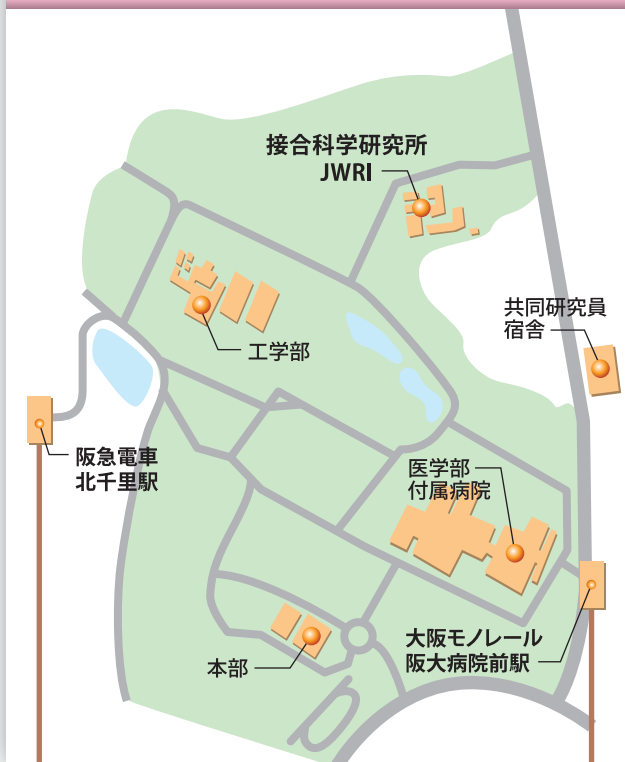 接合科学研究所
JWRI
共同研究員
宿舎
工学部
阪急電車
北千里駅
医学部
付属病院
大阪モノレール
阪大病院前駅
本部